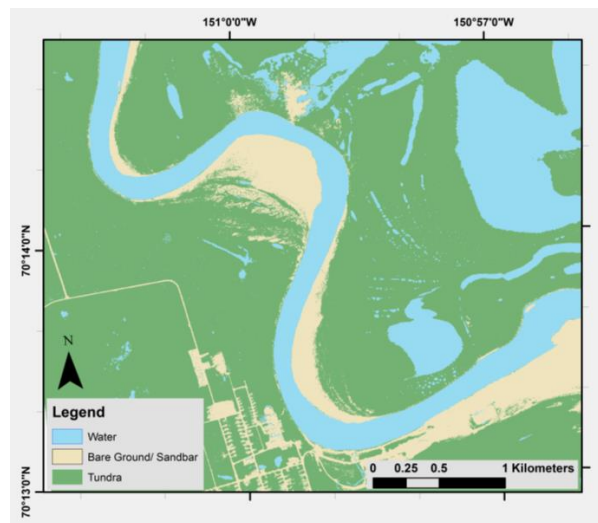 151°0'0"W 150°57'0"W
70°14'0"N
70°13'0"N
N
Legend
Water
Bare Ground/ Sandbar
Tundra
0 0.25 0.5 1 Kilometers